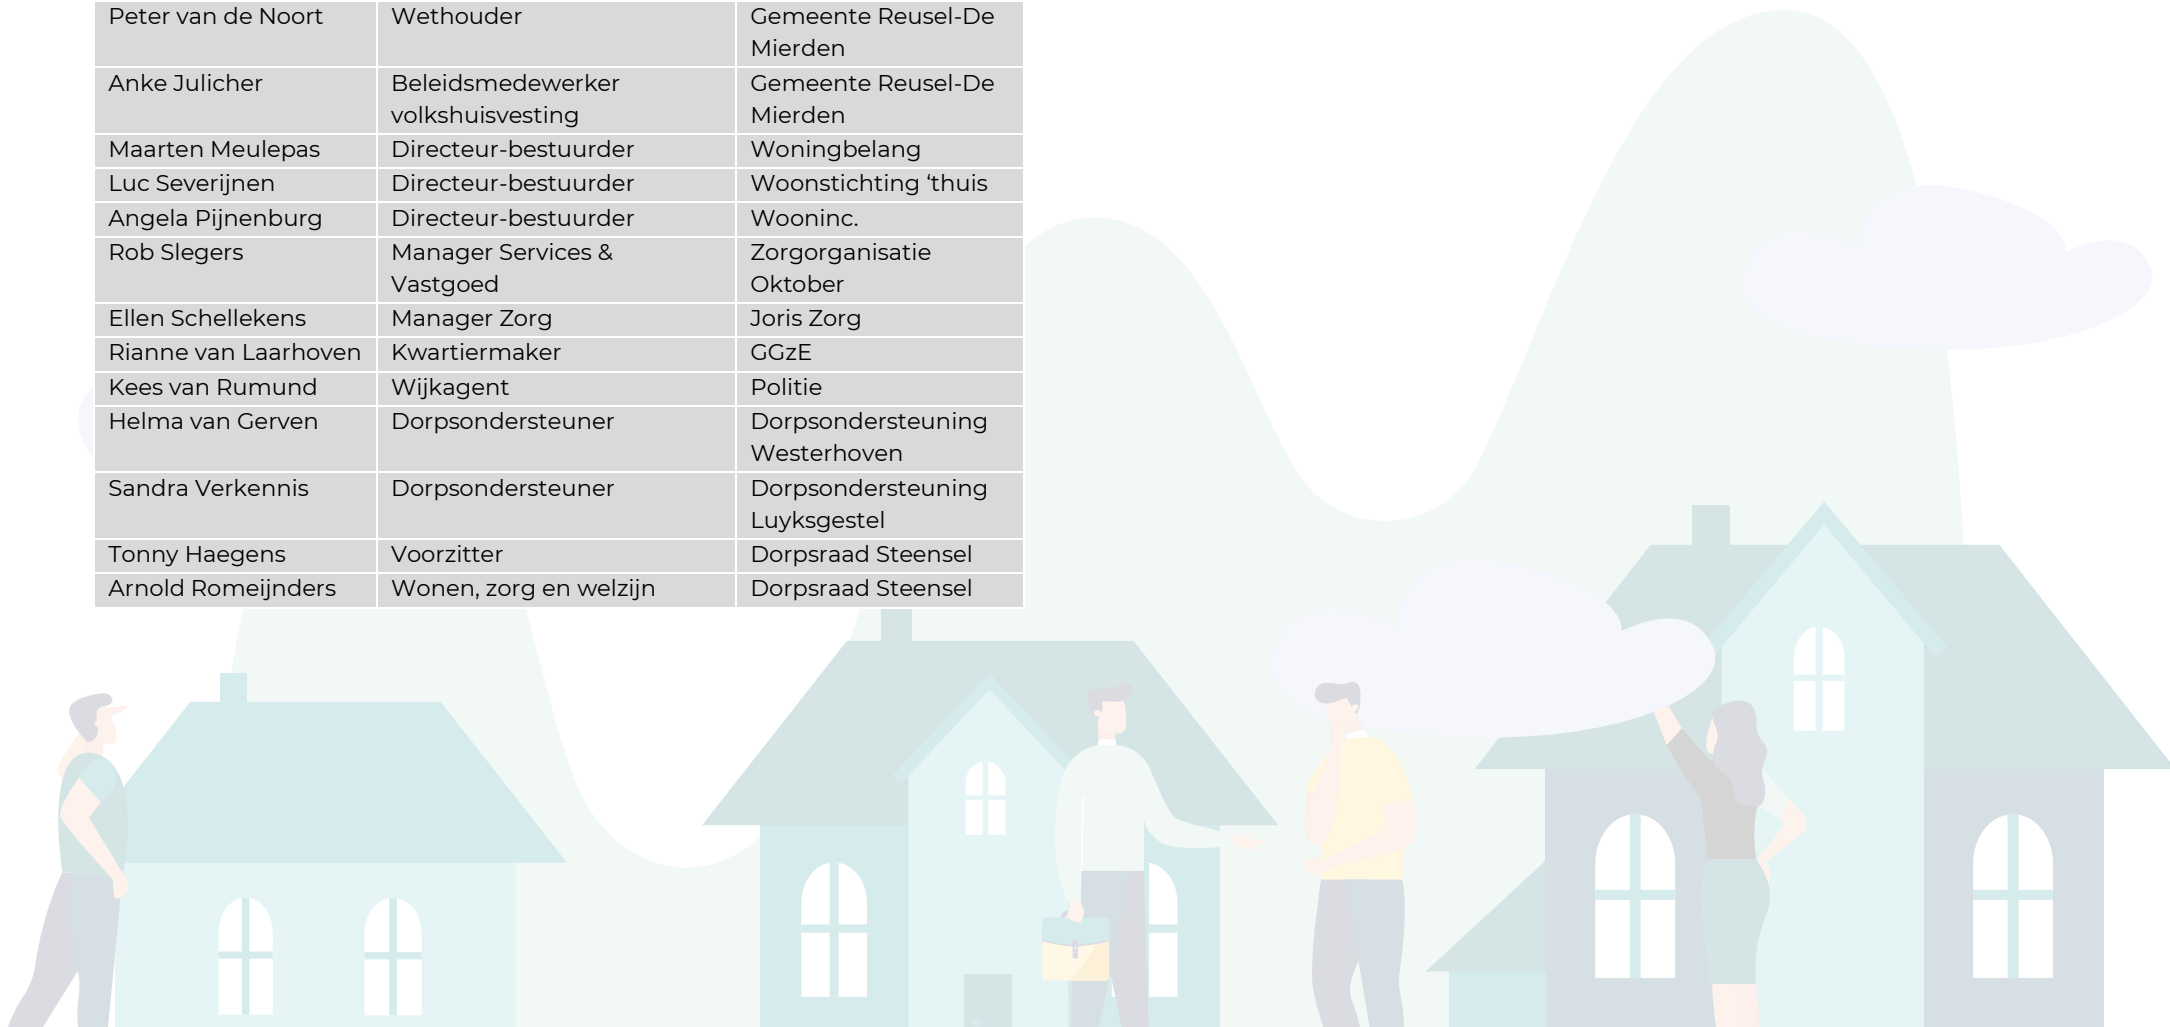 Peter van de Noort Wethouder Gemeente Reusel-De
Mierden
Anke Julicher Beleidsmedewerker Gemeente Reusel-De
volkshuisvesting Mierden
Maarten Meulepas Directeur-bestuurder Woningbelang
Luc Severijnen Directeur-bestuurder Woonstichting ‘thuis
Angela Pijnenburg Directeur-bestuurder Wooninc.
Rob Slegers Manager Services & Zorgorganisatie
Vastgoed Oktober
Ellen Schellekens Manager Zorg Joris Zorg
Rianne van Laarhoven Kwartiermaker GGzE
Kees van Rumund Wijkagent Politie
Helma van Gerven Dorpsondersteuner Dorpsondersteuning
Westerhoven
Sandra Verkennis Dorpsondersteuner Dorpsondersteuning
Luyksgestel
Tonny Haegens Voorzitter Dorpsraad Steensel
Arnold Romeijnders Wonen, zorg en welzijn Dorpsraad Steensel